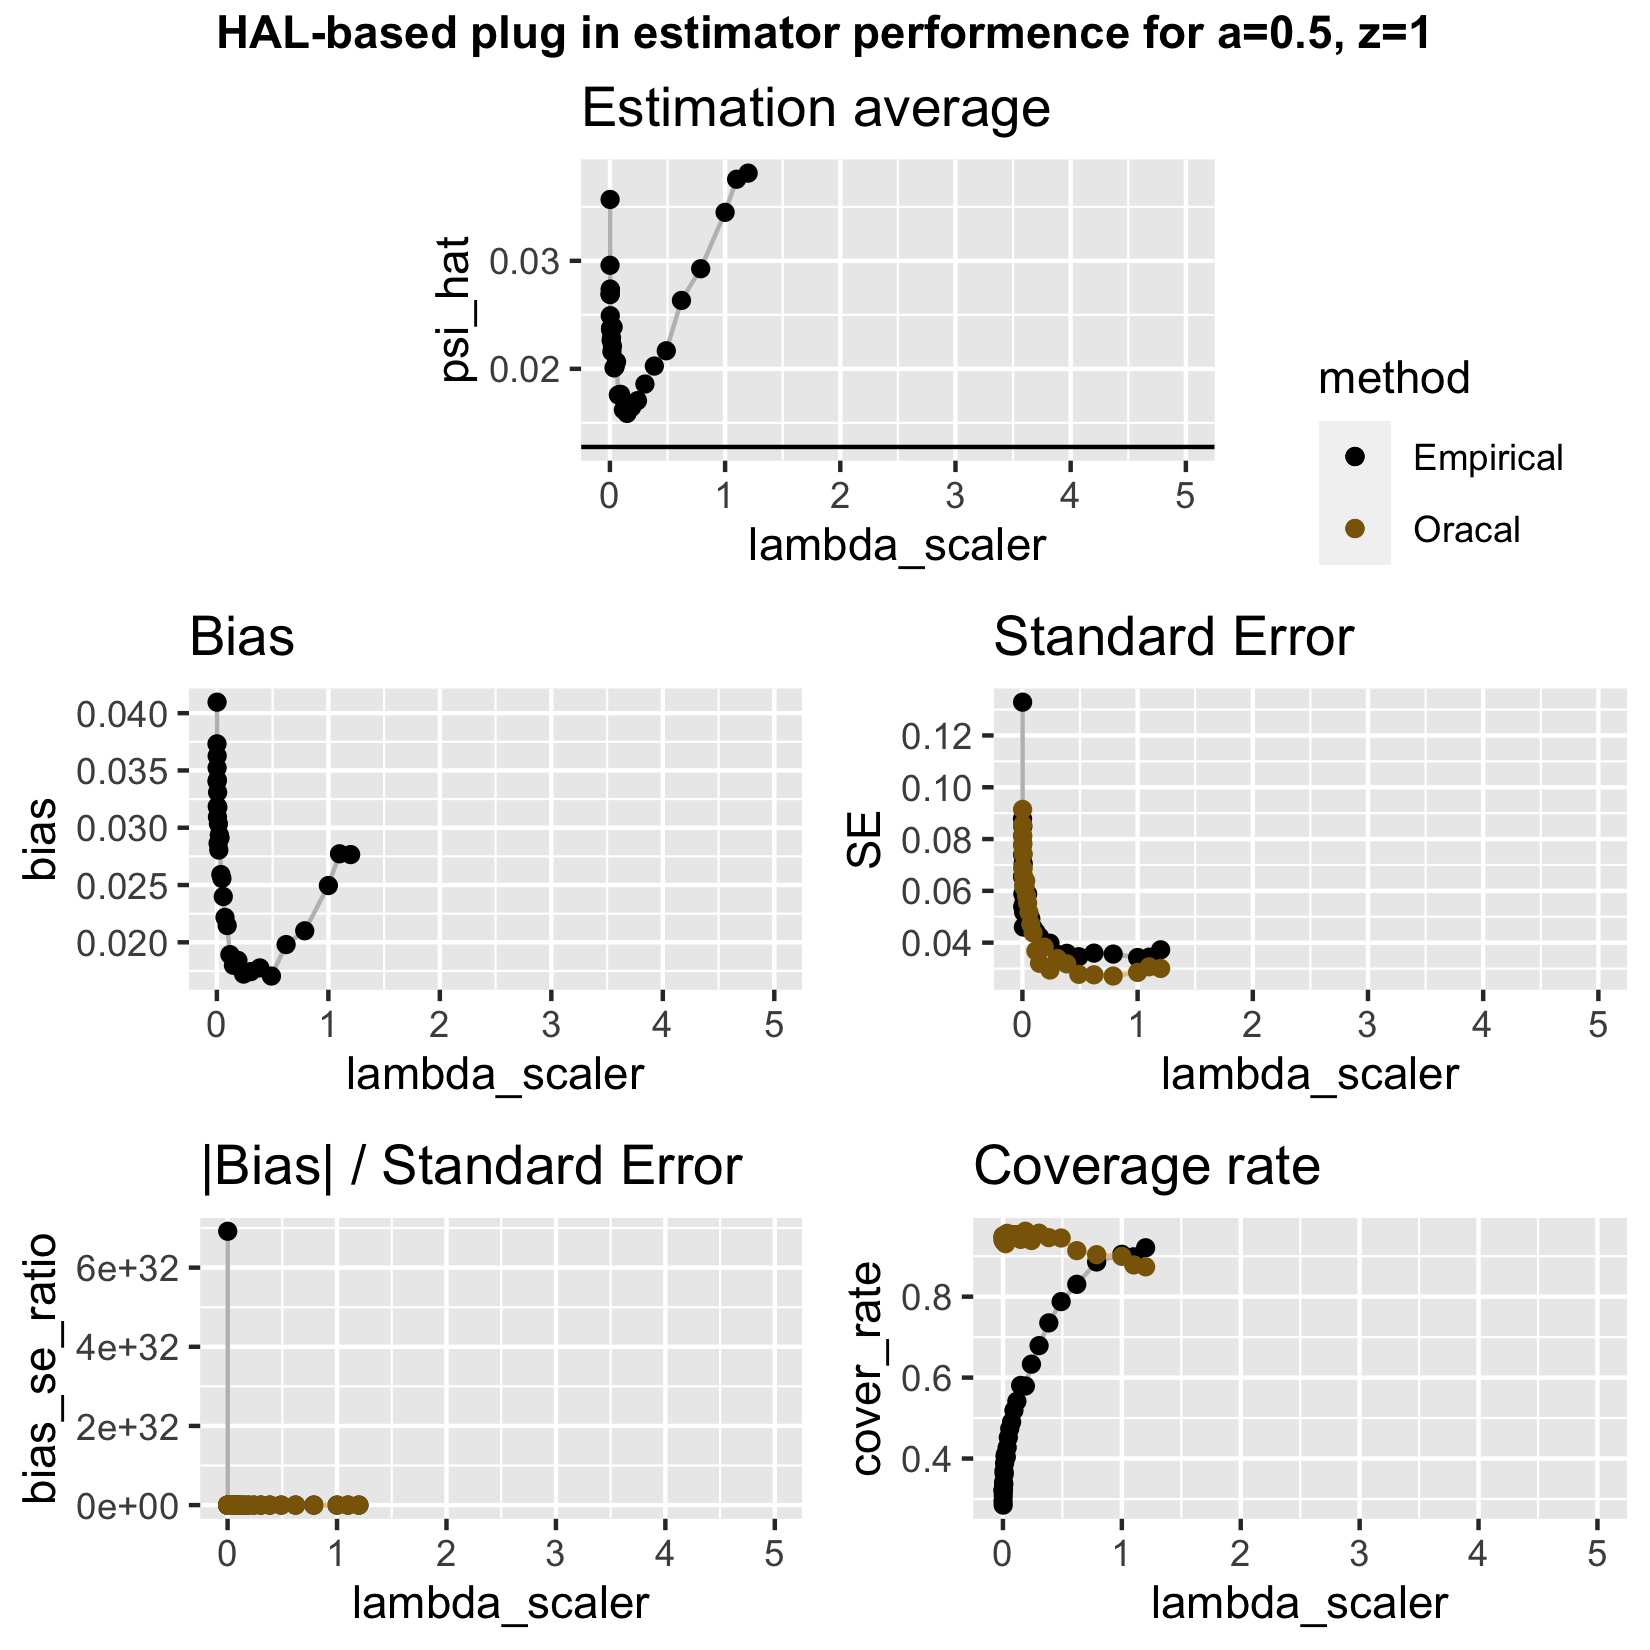 HAL-based plug in estimator performence for a=0.5, z=1
Estimation average
psi_hat
0.03
0.02
0 1 2 3 4 5
lambda_scaler
method
Empirical
Oracal
Bias
bias
0.040
0.035
0.030
0.025
0.020
0 1 2 3 4 5
lambda_scaler
Standard Error
SE
0.12
0.10
0.08
0.06
0.04
0 1 2 3 4 5
lambda_scaler
|Bias| / Standard Error
bias_se_ratio
6e+32
4e+32
2e+32
0e+00
0 1 2 3 4 5
lambda_scaler
Coverage rate
cover_rate
0.8
0.6
0.4
0 1 2 3 4 5
lambda_scaler